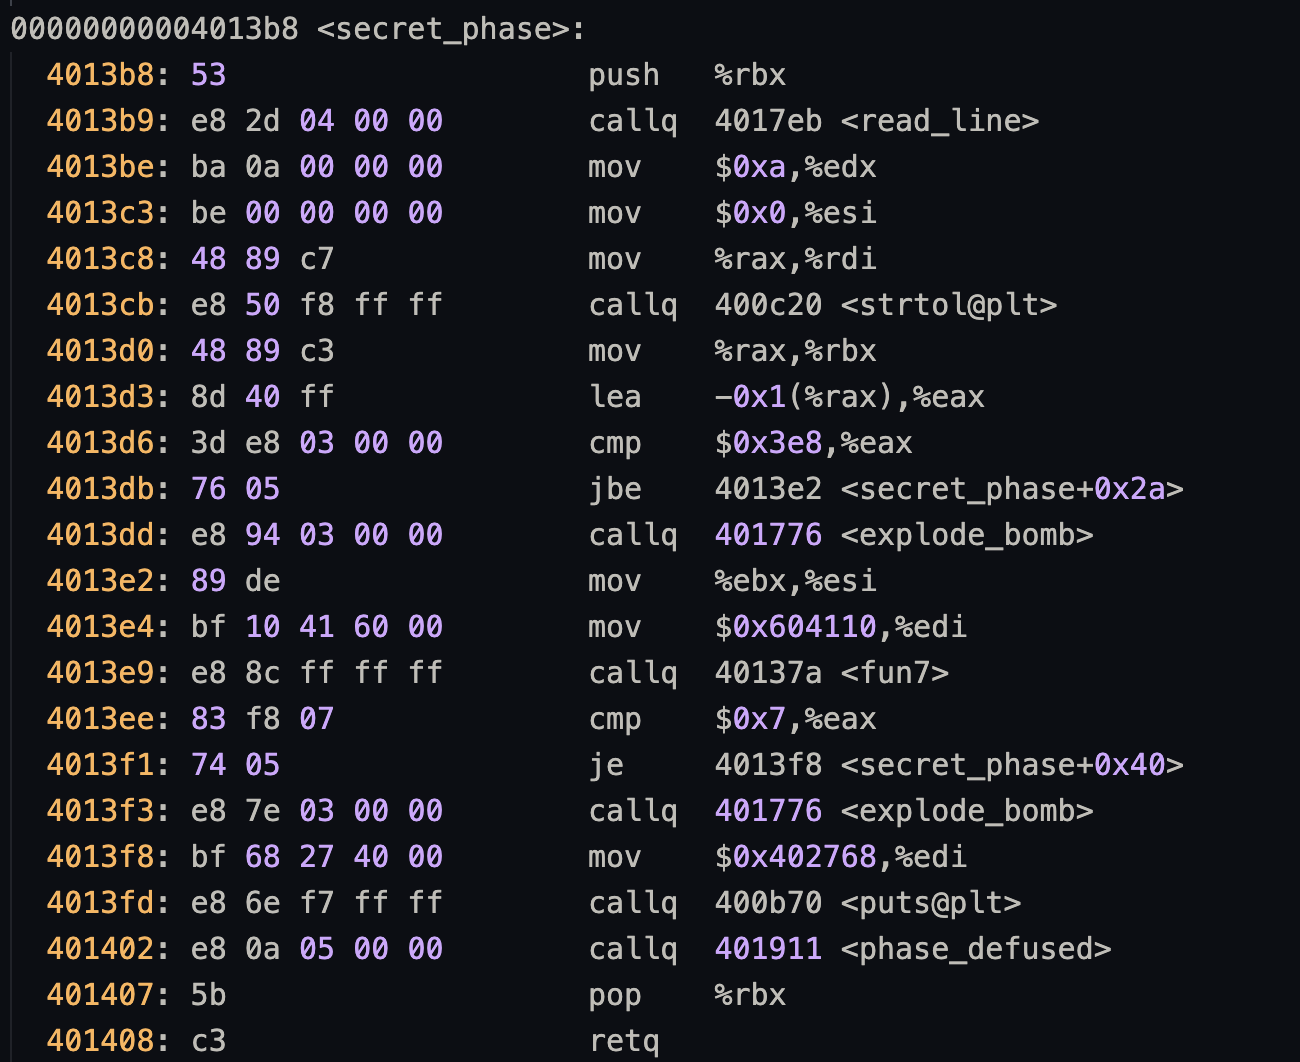 00000000004013b8 <secret_phase>:
4013b8: 53 push %rbx
4013b9: e8 2d 04 00 00 callq 4017eb <read_line>
4013be: ba 0a 00 00 00 mov $0xa,%edx
4013c3: be 00 00 00 00 mov $0x0,%esi
4013c8: 48 89 c7 mov %rax,%rdi
4013cb: e8 50 f8 ff ff callq 400c20 <strtol@plt>
4013d0: 48 89 c3 mov %rax,%rbx
4013d3: 8d 40 ff lea -0x1(%rax),%eax
4013d6: 3d e8 03 00 00 cmp $0x3e8,%eax
4013db: 76 05 jbe 4013e2 <secret_phase+0x2a>
4013dd: e8 94 03 00 00 callq 401776 <explode_bomb>
4013e2: 89 de mov %ebx,%esi
4013e4: bf 10 41 60 00 mov $0x604110,%edi
4013e9: e8 8c ff ff ff callq 40137a <fun7>
4013ee: 83 f8 07 cmp $0x7,%eax
4013f1: 74 05 je 4013f8 <secret_phase+0x40>
4013f3: e8 7e 03 00 00 callq 401776 <explode_bomb>
4013f8: bf 68 27 40 00 mov $0x402768,%edi
4013fd: e8 6e f7 ff ff callq 400b70 <puts@plt>
401402: e8 0a 05 00 00 callq 401911 <phase_defused>
401407: 5b pop %rbx
401408: c3 retq